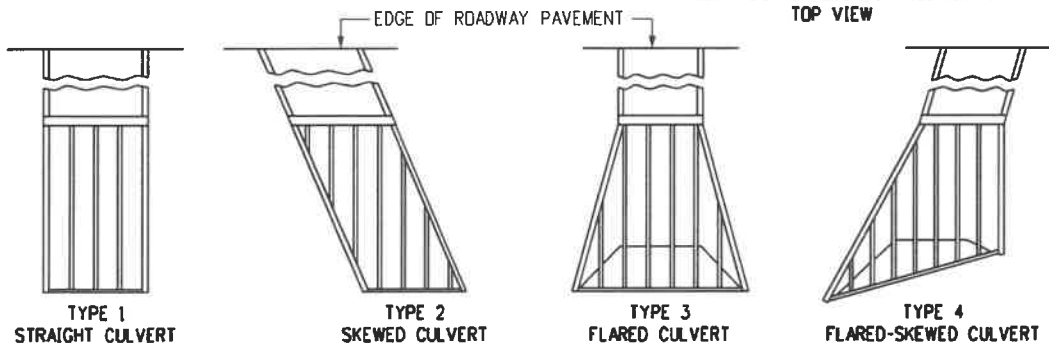 TOP VIEW
EDGE OF ROADWAY PAVEMENT
TYPE 1
STRAIGHT CULVERT
TYPE 2
SKEWED CULVERT
TYPE 3
FLARED CULVERT
TYPE 4
FLARED-SKEWED CULVERT